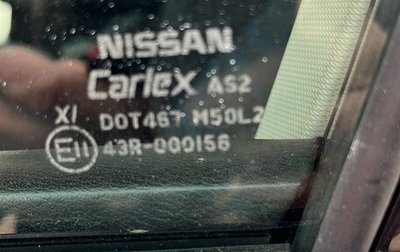 NISSAN
Carlex AS2
XI DOT467 M50L2
E11 43R-000156